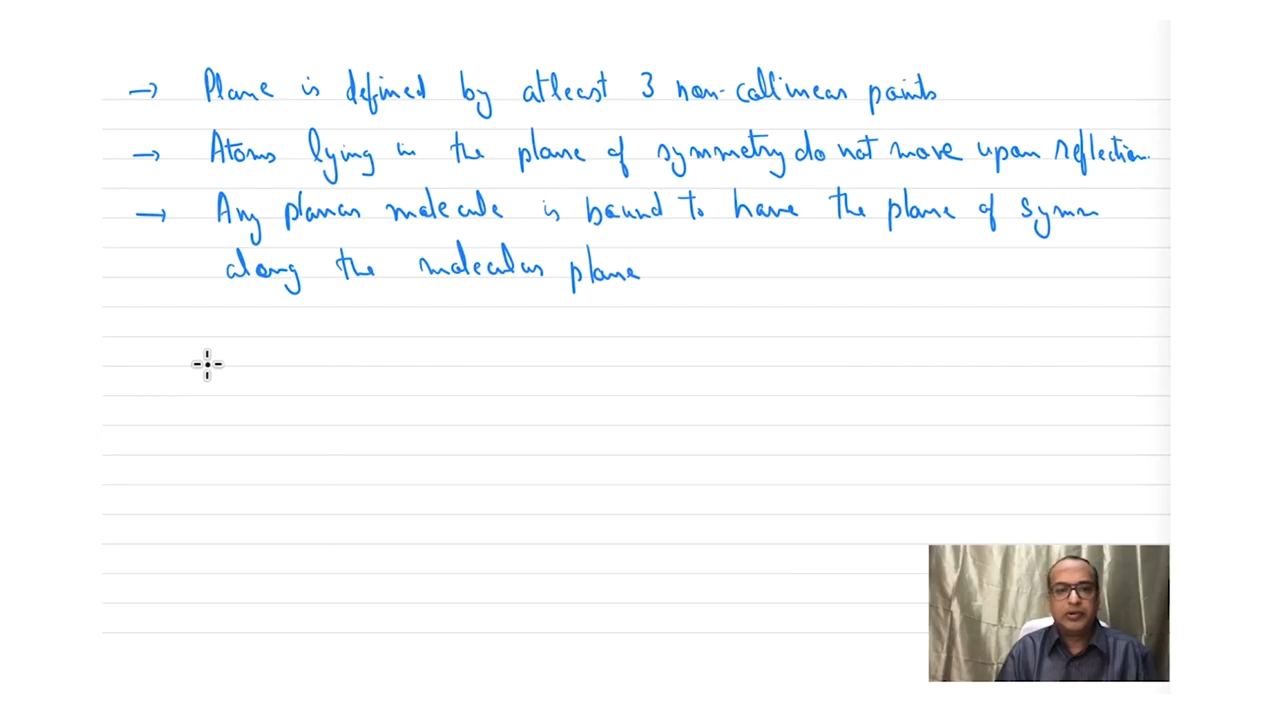 → Plane is defined by atleast 3 non-collinear points
→ Atoms lying in the plane of symmetry do not move upon reflection.
→ Any planar molecule is bound to have the plane of symm
along the molecular plane